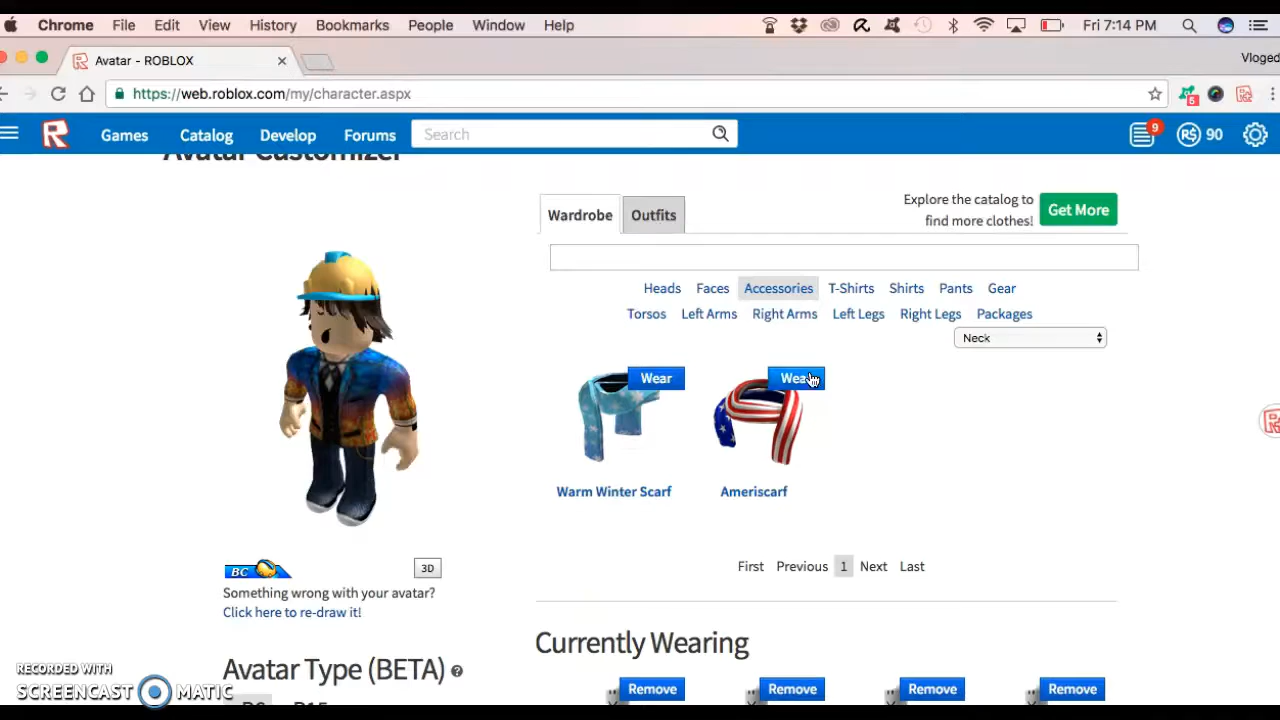 Chrome File Edit View History Bookmarks People Window Help Fri 7:14 PM
Avatar - ROBLOX Vloged
https://web.roblox.com/my/character.aspx 5
Games Catalog Develop Forums Search 9 R$ 90
Avatar Customizer
Wardrobe Outfits
Explore the catalog to
find more clothes!
Get More
Heads Faces Accessories T-Shirts Shirts Pants Gear
Torsos Left Arms Right Arms Left Legs Right Legs Packages
Neck
Wear Wear
Warm Winter Scarf Ameriscarf
First Previous 1 Next Last
BC 3D
Something wrong with your avatar?
Click here to re-draw it!
Currently Wearing
Avatar Type (BETA) ?
Remove Remove Remove Remove
R15
RECORDED WITH
SCREENCAST MATIC